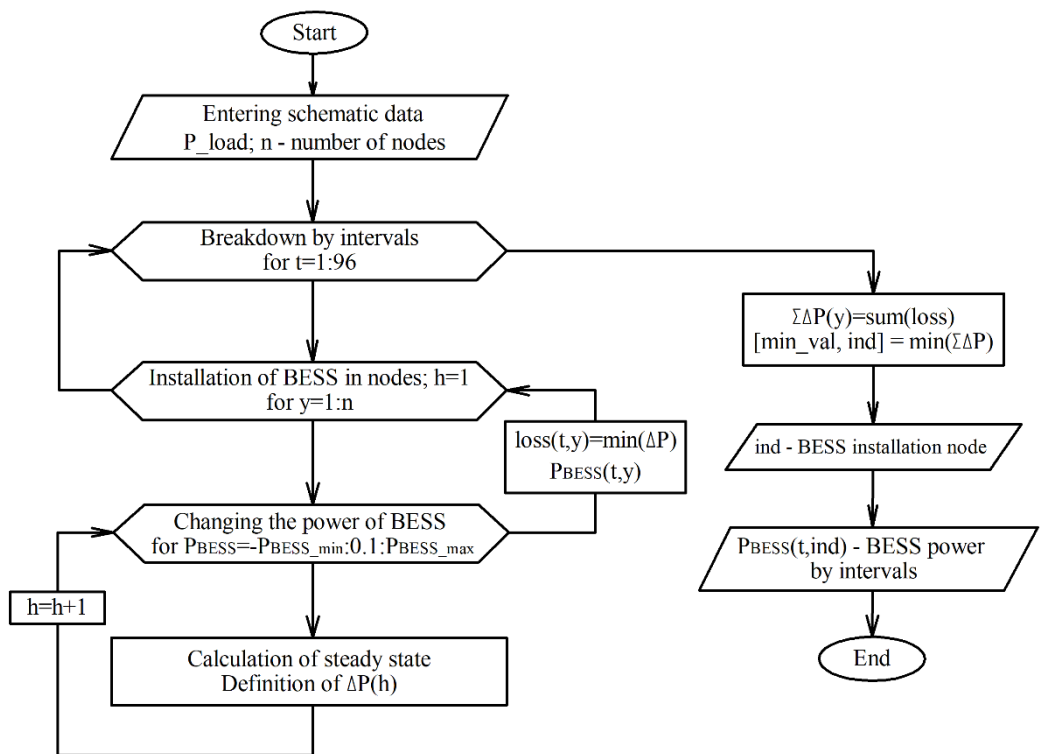 Start
Entering schematic data
P_load; n - number of nodes
Breakdown by intervals
for t=1:96
Installation of BESS in nodes; h=1
for y=1:n
loss(t,y)=min(ΔP)
PBESS(t,y)
Changing the power of BESS
for PBESS=-PBESS_min:0.1:PBESS_max
h=h+1
Calculation of steady state
Definition of ΔP(h)
ΣΔP(y)=sum(loss)
[min_val, ind] = min(ΣΔP)
ind - BESS installation node
PBESS(t,ind) - BESS power
by intervals
End